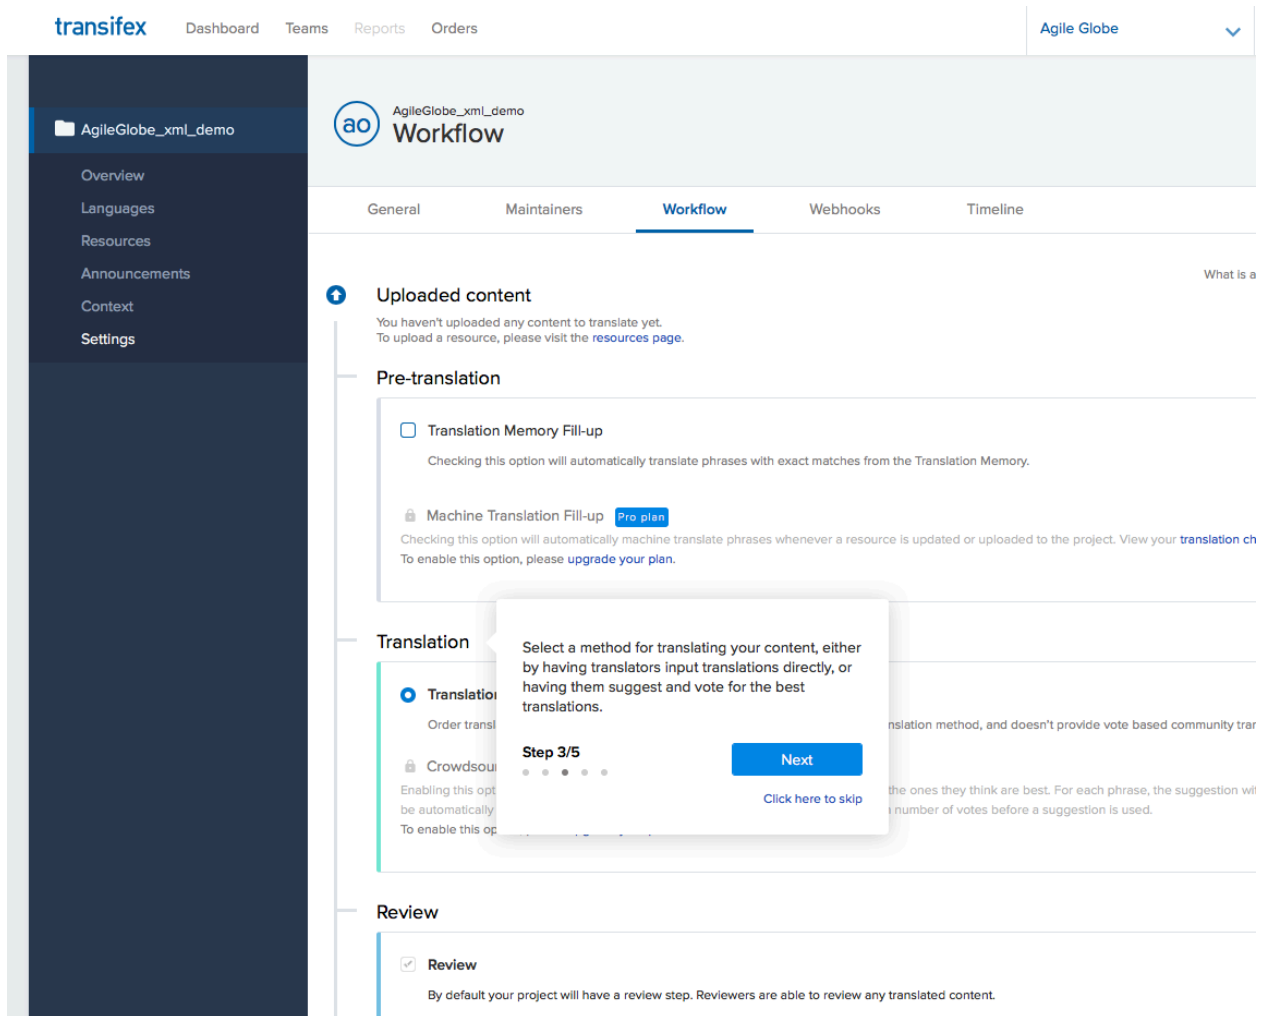 transifex Dashboard Teams Reports Orders Agile Globe
AgileGlobe_xml_demo
Overview
Languages
Resources
Announcements
Context
Settings
ao
AgileGlobe_xml_demo
Workflow
General Maintainers Workflow Webhooks Timeline
What is a
Uploaded content
You haven't uploaded any content to translate yet.
To upload a resource, please visit the resources page.
Pre-translation
Translation Memory Fill-up
Checking this option will automatically translate phrases with exact matches from the Translation Memory.
Machine Translation Fill-up Pro plan
Checking this option will automatically machine translate phrases whenever a resource is updated or uploaded to the project. View your translation ch
To enable this option, please upgrade your plan.
Translation
Select a method for translating your content, either
by having translators input translations directly, or
having them suggest and vote for the best
translations.
Step 3/5
Next
Click here to skip
Translation
Order transl nslation method, and doesn't provide vote based community tran
Crowdsou
Enabling this opt the ones they think are best. For each phrase, the suggestion wit
be automatically number of votes before a suggestion is used.
To enable this op
Review
Review
By default your project will have a review step. Reviewers are able to review any translated content.